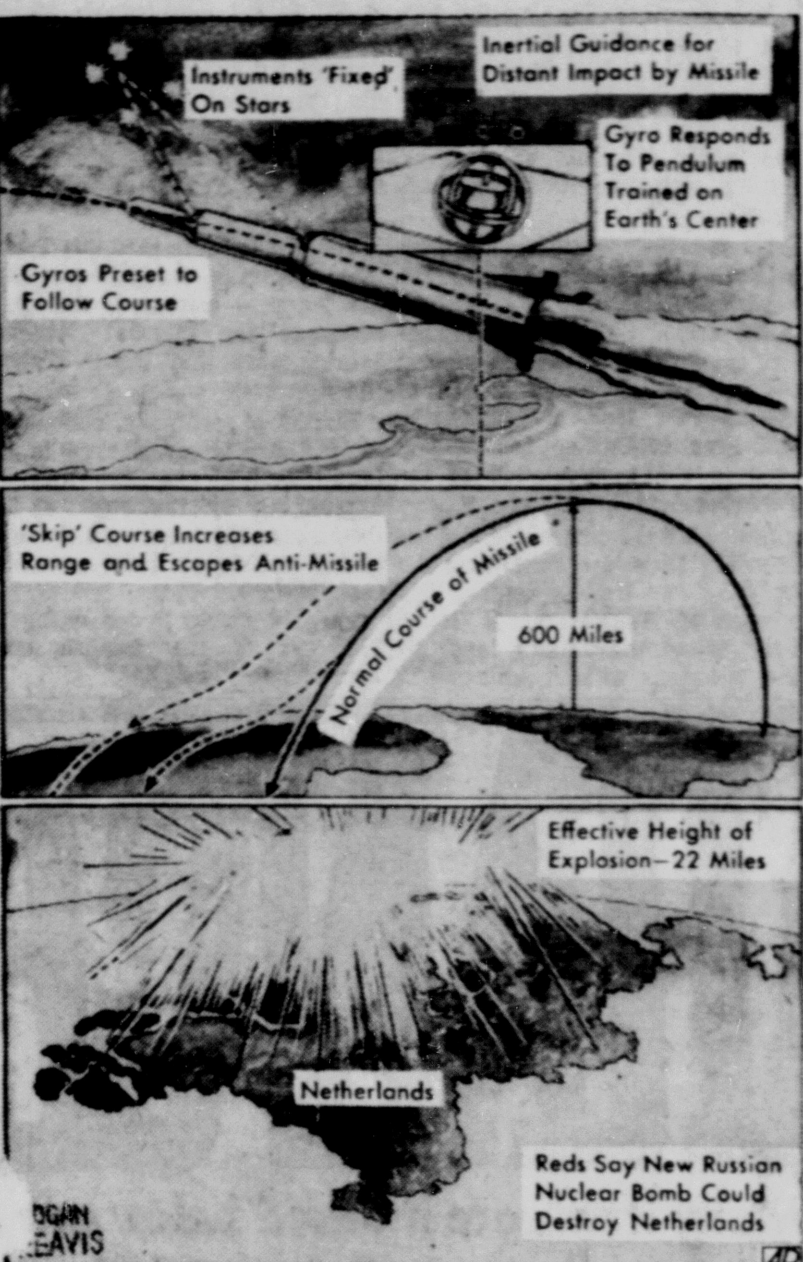 Instruments 'Fixed'
On Stars
Inertial Guidance for
Distant Impact by Missile
Gyro Responds
To Pendulum
Trained on
Earth's Center
Gyros Preset to
Follow Course
'Skip' Course Increases
Range and Escapes Anti-Missile
Normal Course of Missile
600 Miles
Effective Height of
Explosion—22 Miles
Netherlands
Reds Say New Russian
Nuclear Bomb Could
Destroy Netherlands